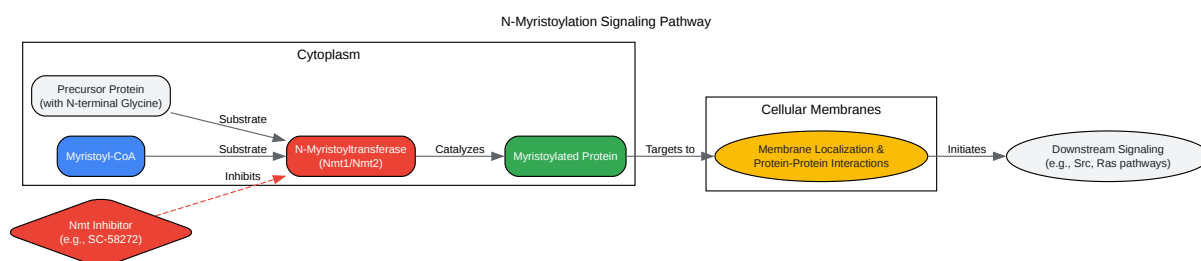 N-Myristoylation Signaling Pathway
Cytoplasm
Precursor Protein
(with N-terminal Glycine)
Substrate
Myristoyl-CoA
Substrate
N-Myristoyltransferase
(Nmt1/Nmt2)
Catalyzes
Myristoylated Protein
Targets to
Cellular Membranes
Membrane Localization &
Protein-Protein Interactions
Initiates
Downstream Signaling
(e.g., Src, Ras pathways)
Inhibits
Nmt Inhibitor
(e.g., SC-58272)